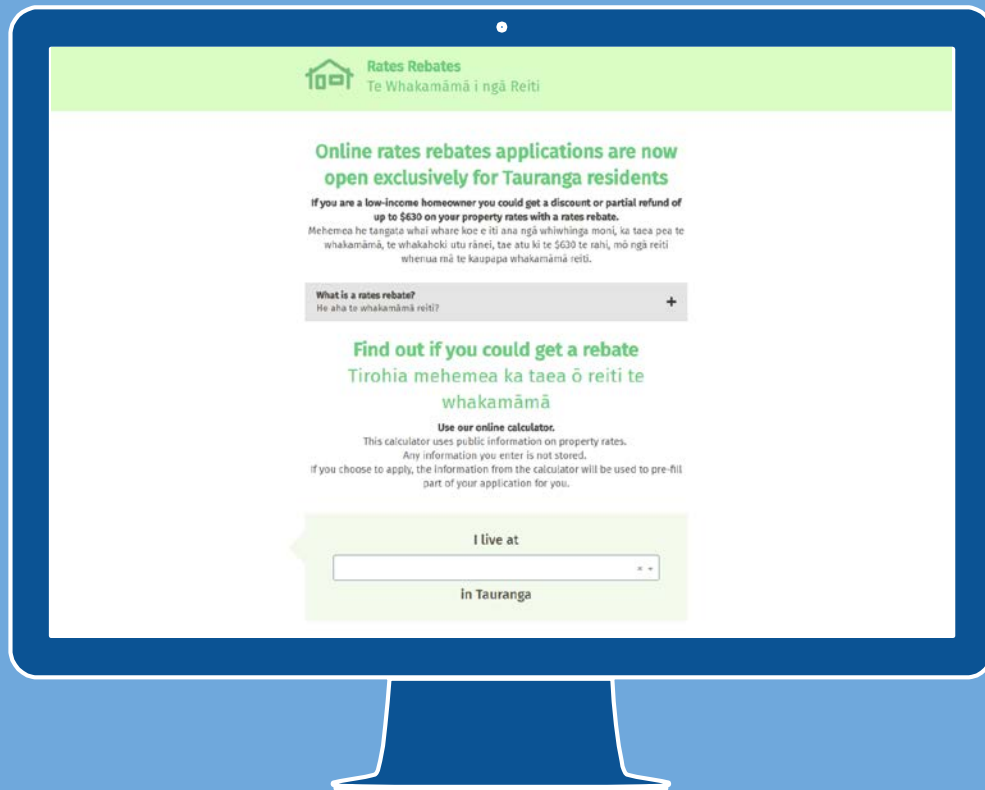 Rates Rebates
Te Whakamāmā i ngā Reiti
Online rates rebates applications are now
open exclusively for Tauranga residents
If you are a low-income homeowner you could get a discount or partial refund of
up to $630 on your property rates with a rates rebate.
Mehemea he tangata whai whare koe e iti ana ngā whiwhinga moni, ka taea pea te
whakamāmā, te whakahoki utu rānei, tae atu ki te $630 te rahi, mō ngā reiti
whenua mā te kaupapa whakamāmā reiti.
What is a rates rebate?
He aha te whakamāmā reiti?
+
Find out if you could get a rebate
Tirohia mehemea ka taea ō reiti te
whakamāmā
Use our online calculator.
This calculator uses public information on property rates.
Any information you enter is not stored.
If you choose to apply, the information from the calculator will be used to pre-fill
part of your application for you.
I live at
in Tauranga